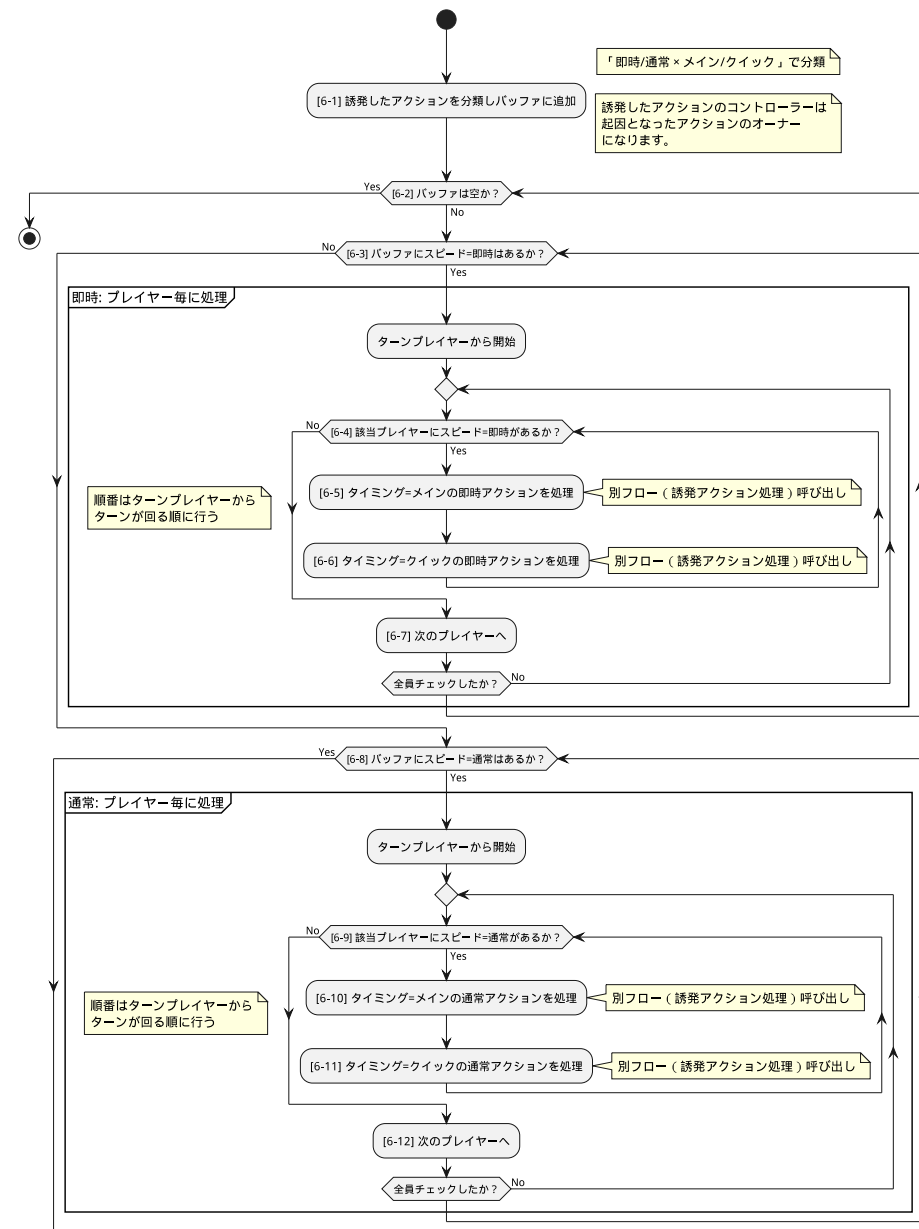 「即時/通常 × メイン/クイック」で分類
[6-1] 誘発したアクションを分類しバッファに追加
誘発したアクションのコントローラーは
起因となったアクションのオーナー
になります。
Yes
[6-2] バッファは空か？
No
No
[6-3] バッファにスピード=即時はあるか？
Yes
即時: プレイヤー毎に処理
ターンプレイヤーから開始
No
[6-4] 該当プレイヤーにスピード=即時があるか？
Yes
順番はターンプレイヤーから
ターンが回る順に行う
[6-5] タイミング=メインの即時アクションを処理
別フロー（誘発アクション処理）呼び出し
[6-6] タイミング=クイックの即時アクションを処理
別フロー（誘発アクション処理）呼び出し
[6-7] 次のプレイヤーへ
全員チェックしたか？
No
Yes
[6-8] バッファにスピード=通常はあるか？
Yes
通常: プレイヤー毎に処理
ターンプレイヤーから開始
No
[6-9] 該当プレイヤーにスピード=通常があるか？
Yes
順番はターンプレイヤーから
ターンが回る順に行う
[6-10] タイミング=メインの通常アクションを処理
別フロー（誘発アクション処理）呼び出し
[6-11] タイミング=クイックの通常アクションを処理
別フロー（誘発アクション処理）呼び出し
[6-12] 次のプレイヤーへ
全員チェックしたか？
No